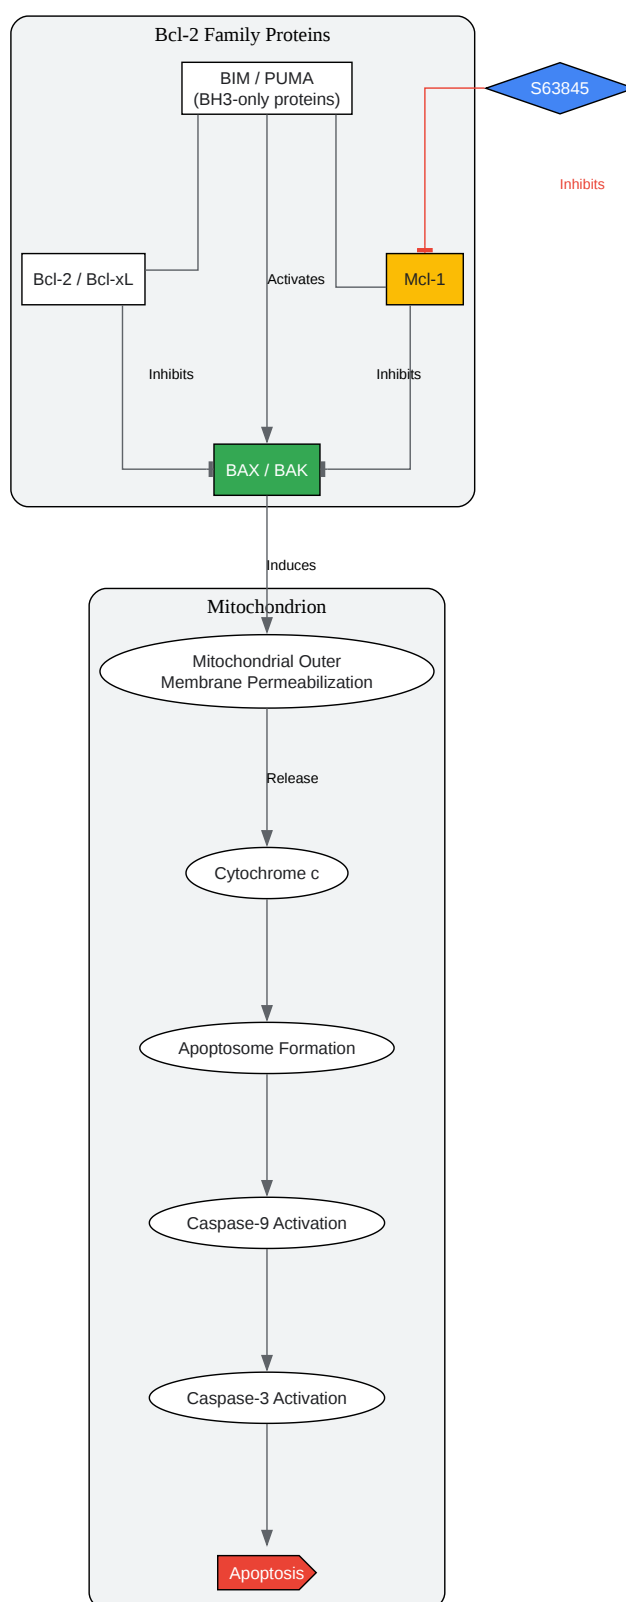 Bcl-2 Family Proteins
BIM / PUMA
(BH3-only proteins)
S63845
Inhibits
Bcl-2 / Bcl-xL
Activates
Mcl-1
Inhibits
Inhibits
BAX / BAK
Induces
Mitochondrion
Mitochondrial Outer
Membrane Permeabilization
Release
Cytochrome c
Apoptosome Formation
Caspase-9 Activation
Caspase-3 Activation
Apoptosis